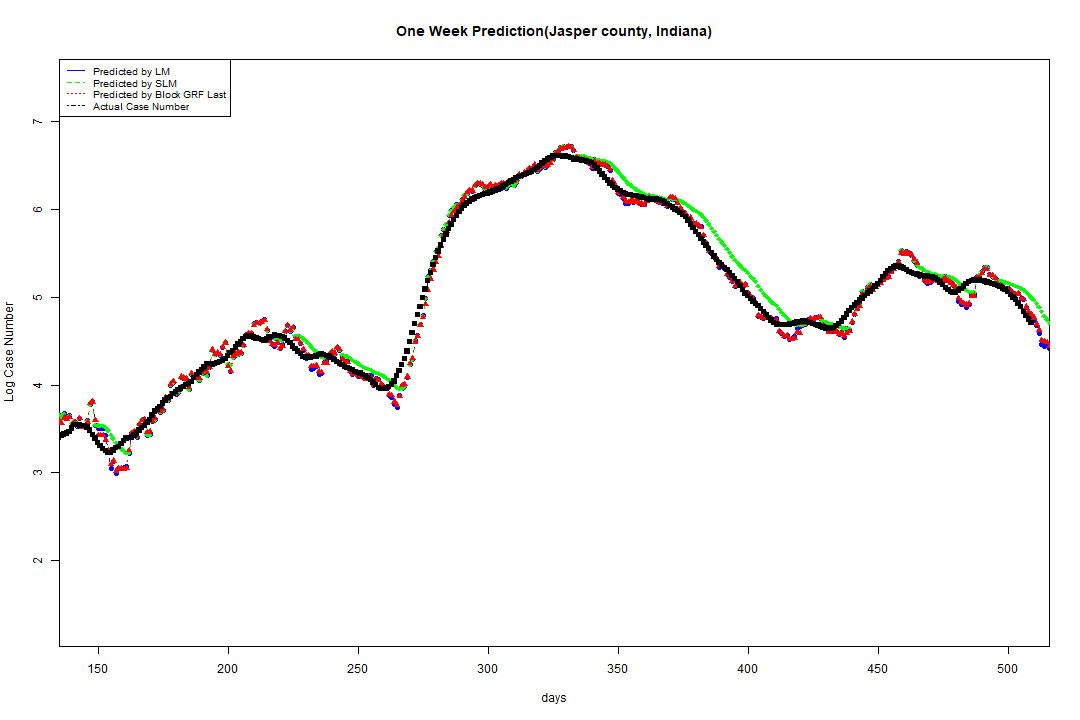 One Week Prediction(Jasper county, Indiana)
Predicted by LM
Predicted by SLM
Predicted by Block GRF Last
Actual Case Number
7
6
5
4
3
2
Log Case Number
150 200 250 300 350 400 450 500
days